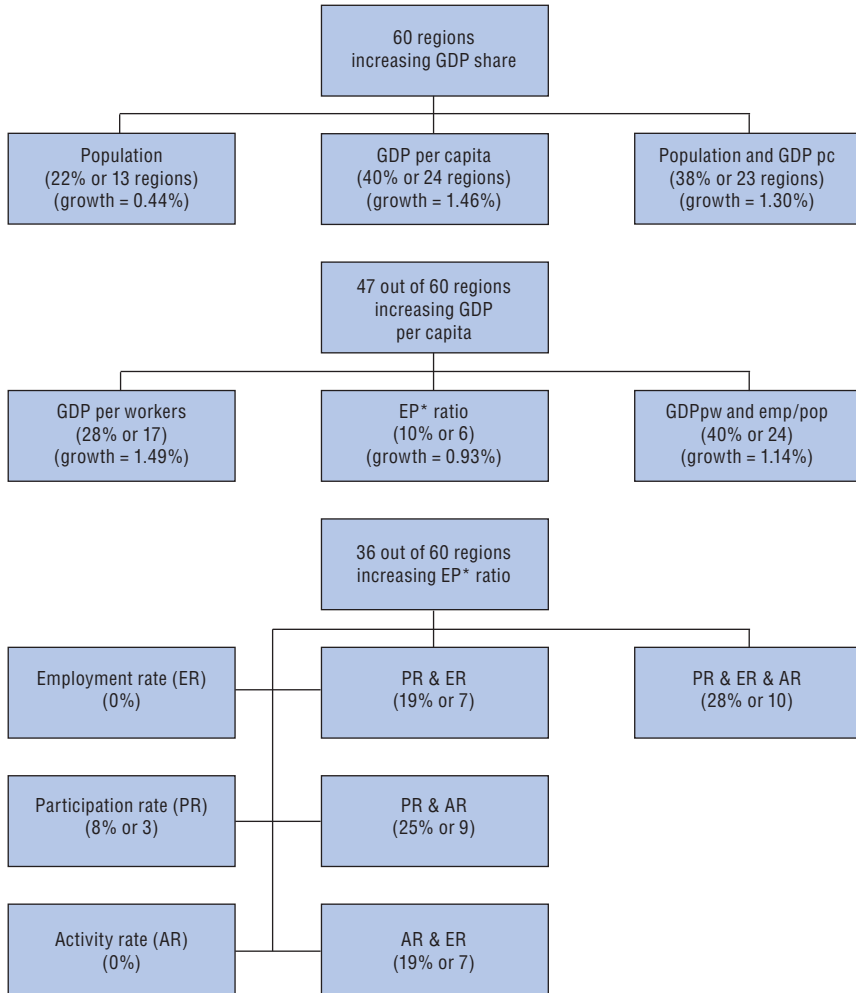 60 regions
increasing GDP share
Population
(22% or 13 regions)
(growth = 0.44%)
GDP per capita
(40% or 24 regions)
(growth = 1.46%)
Population and GDP pc
(38% or 23 regions)
(growth = 1.30%)
47 out of 60 regions
increasing GDP
per capita
GDP per workers
(28% or 17)
(growth = 1.49%)
EP* ratio
(10% or 6)
(growth = 0.93%)
GDPpw and emp/pop
(40% or 24)
(growth = 1.14%)
36 out of 60 regions
increasing EP* ratio
Employment rate (ER)
(0%)
PR & ER
(19% or 7)
PR & ER & AR
(28% or 10)
Participation rate (PR)
(8% or 3)
PR & AR
(25% or 9)
Activity rate (AR)
(0%)
AR & ER
(19% or 7)